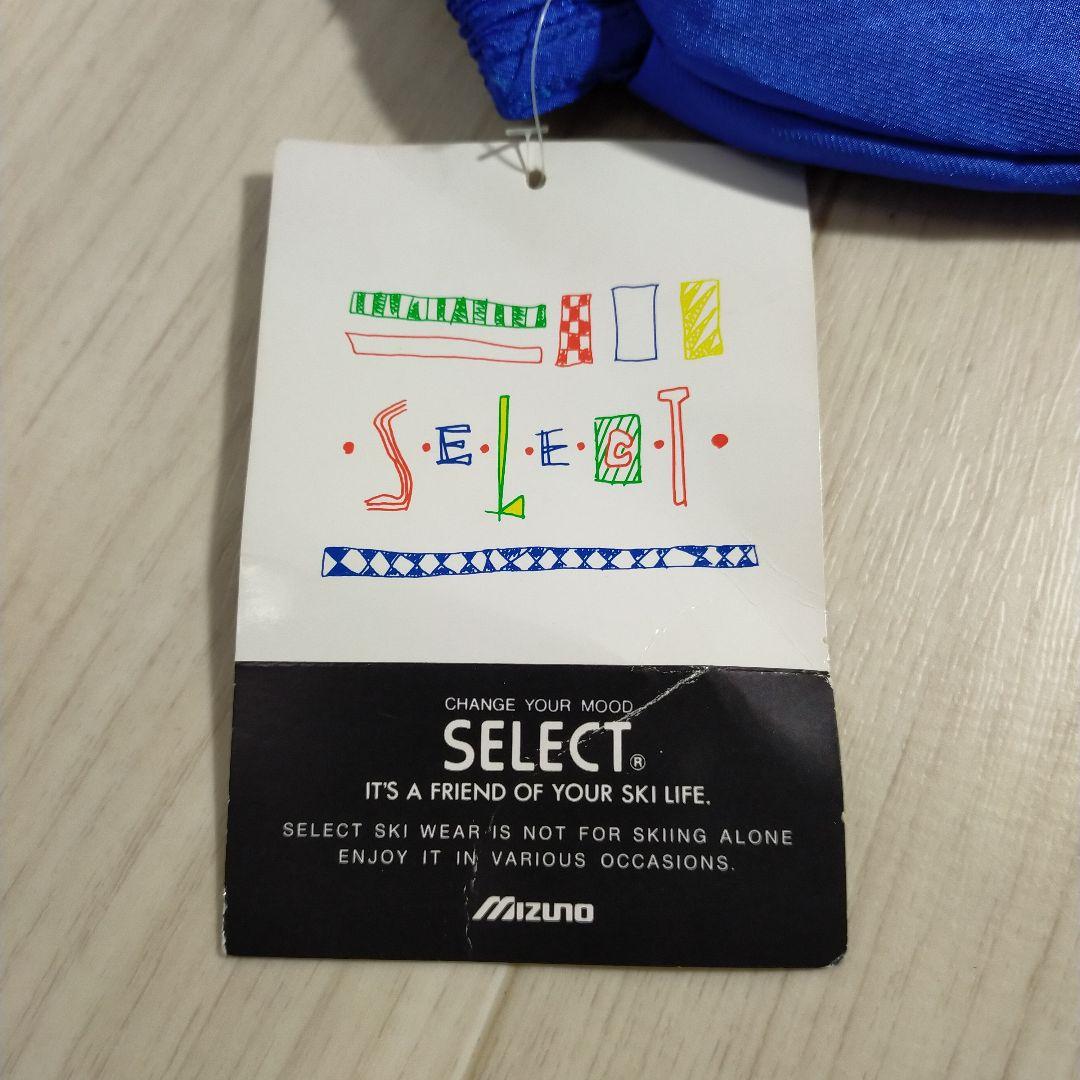 ·S·E·L·E·C·T·
CHANGE YOUR MOOD
SELECT®
IT'S A FRIEND OF YOUR SKI LIFE.
SELECT SKI WEAR IS NOT FOR SKIING ALONE
ENJOY IT IN VARIOUS OCCASIONS.
MIZUNO